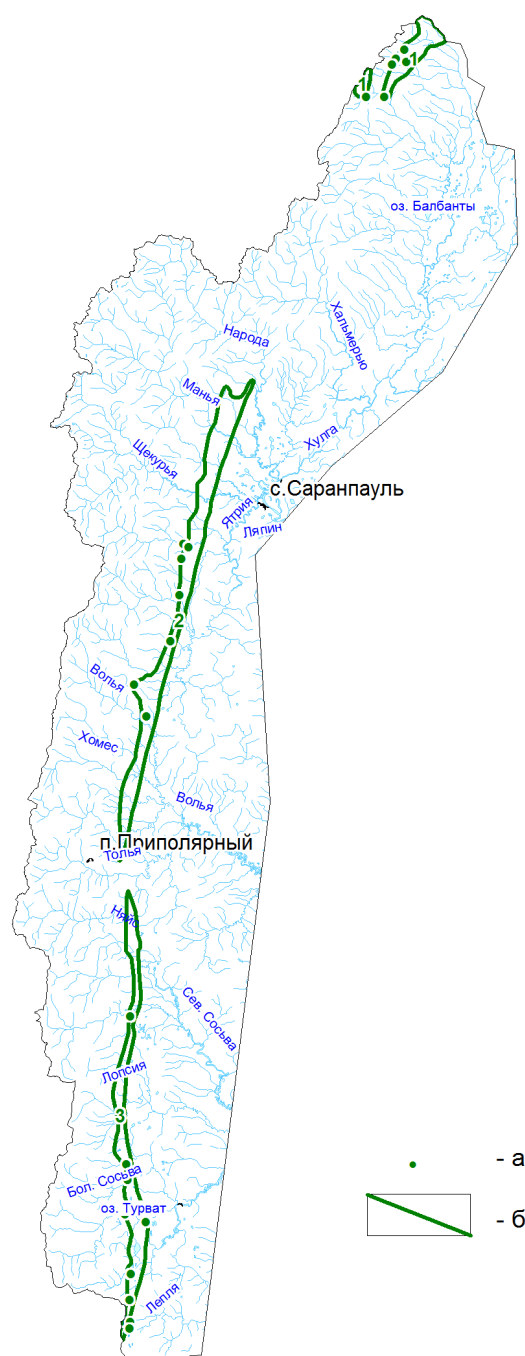 1
1
оз. Балбанты
Хальмерью
Народа
Манья
Хулга
Щекурья
с.Саранпауль
Ятрия
Ляпин
2
Волья
Хомес
Волья
п.Приполярный
Толья
Няйс
Сев. Сосьва
Лопсия
3
- а
Бол. Сосьва
оз. Турват
- б
Лепля